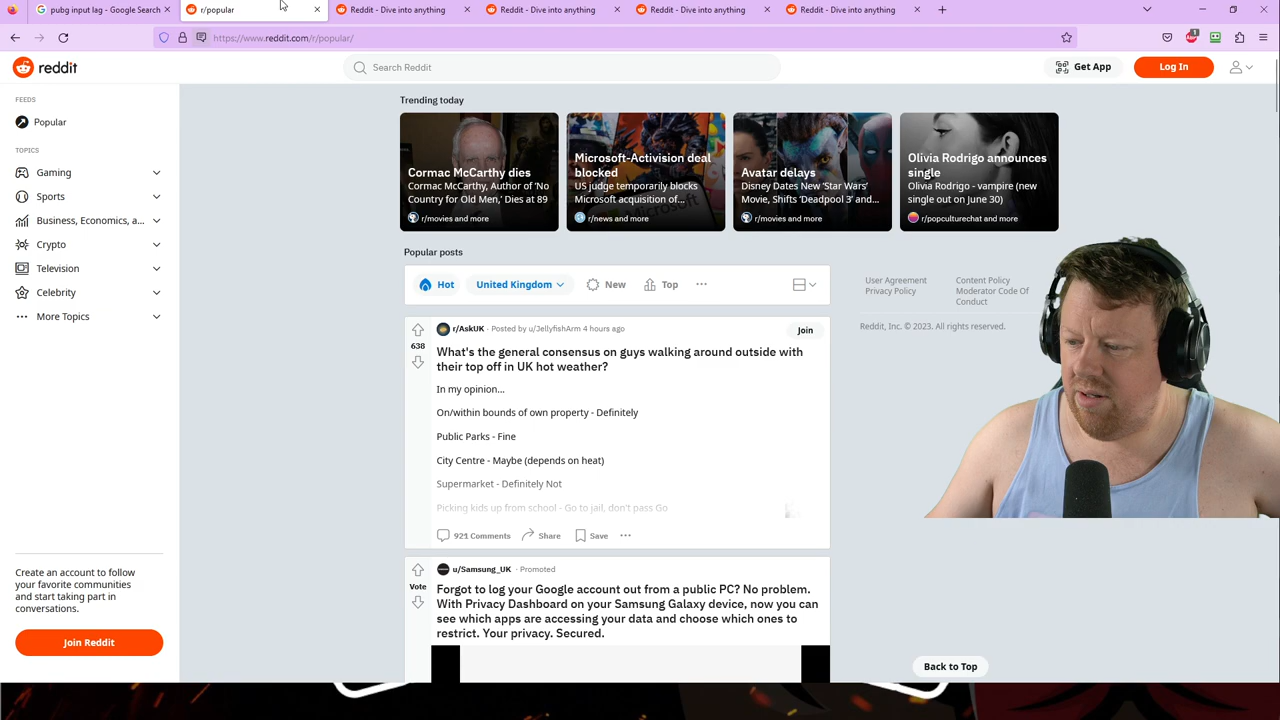 pubg input lag - Google Search
r/popular
Reddit - Dive into anything
Reddit - Dive into anything
Reddit - Dive into anything
Reddit - Dive into anything
https://www.reddit.com/r/popular/
1
reddit
Search Reddit
Get App
Log In
FEEDS
Popular
TOPICS
Gaming
Sports
Business, Economics, a...
Crypto
Television
Celebrity
More Topics
Create an account to follow
your favorite communities
and start taking part in
conversations.
Join Reddit
Trending today
Cormac McCarthy dies
Cormac McCarthy, Author of 'No
Country for Old Men,' Dies at 89
r/movies and more
Microsoft-Activision deal
blocked
US judge temporarily blocks
Microsoft acquisition of...
r/news and more
Avatar delays
Disney Dates New 'Star Wars'
Movie, Shifts 'Deadpool 3' and...
r/movies and more
Olivia Rodrigo announces
single
Olivia Rodrigo - vampire (new
single out on June 30)
r/popculturechat and more
Popular posts
Hot
United Kingdom
New
Top
638
r/AskUK · Posted by u/JellyfishArm 4 hours ago
Join
What's the general consensus on guys walking around outside with
their top off in UK hot weather?
In my opinion...
On/within bounds of own property - Definitely
Public Parks - Fine
City Centre - Maybe (depends on heat)
Supermarket - Definitely Not
Picking kids up from school - Go to jail, don't pass Go
921 Comments
Share
Save
Vote
u/Samsung_UK · Promoted
Forgot to log your Google account out from a public PC? No problem.
With Privacy Dashboard on your Samsung Galaxy device, now you can
see which apps are accessing your data and choose which ones to
restrict. Your privacy. Secured.
User Agreement
Privacy Policy
Content Policy
Moderator Code Of
Conduct
Reddit, Inc. © 2023. All rights reserved.
Back to Top